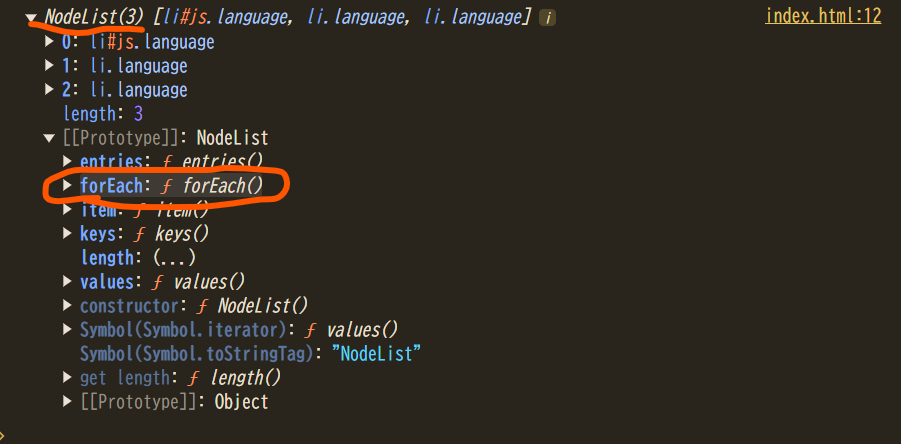 ▼ NodeList(3) [li#js.language, li.language, li.language] i index.html:12
▶ 0: li#js.language
▶ 1: li.language
▶ 2: li.language
length: 3
▼ [[Prototype]]: NodeList
▶ entries: ƒ entries()
▶ forEach: ƒ forEach()
▶ item: ƒ item()
▶ keys: ƒ keys()
length: (...)
▶ values: ƒ values()
▶ constructor: ƒ NodeList()
▶ Symbol(Symbol.iterator): ƒ values()
Symbol(Symbol.toStringTag): "NodeList"
▶ get length: ƒ length()
▶ [[Prototype]]: Object